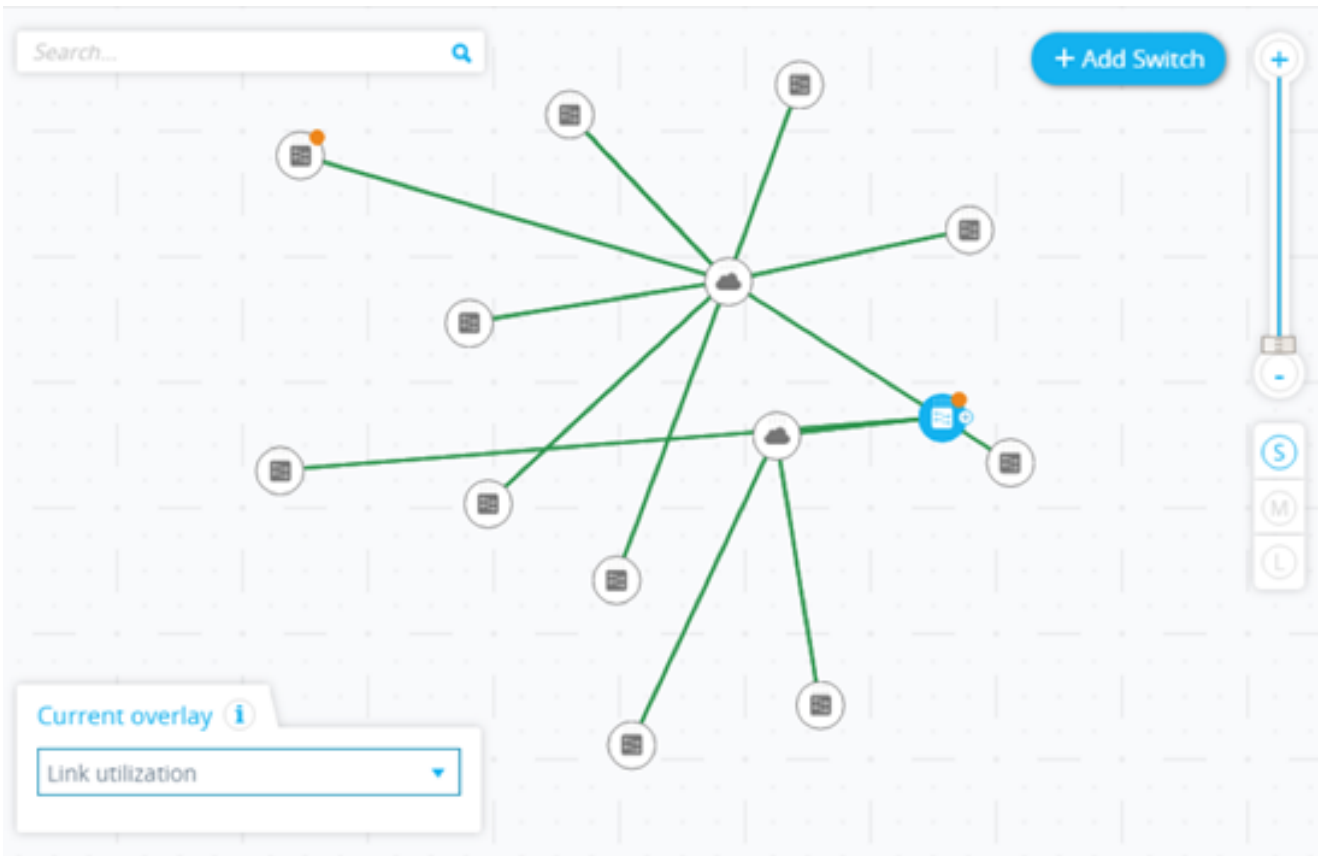 Search...
+ Add Switch
+
-
S
M
L
Current overlay i
Link utilization